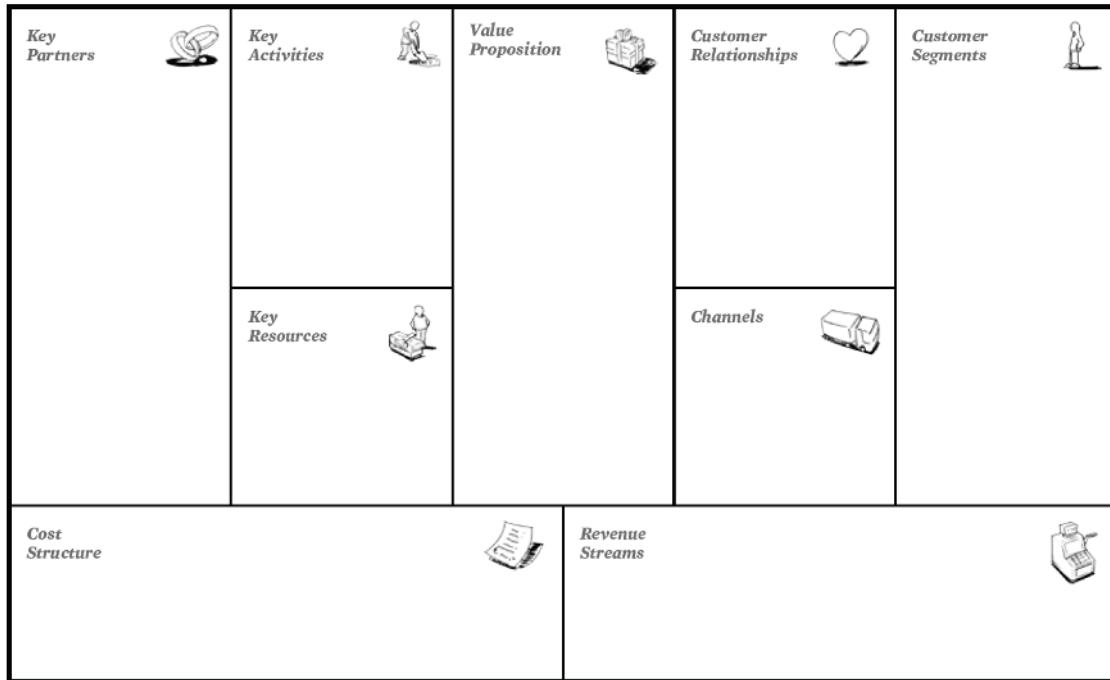 Key
Partners
Key
Activities
Value
Proposition
Customer
Relationships
Customer
Segments
Key
Resources
Channels
Cost
Structure
Revenue
Streams